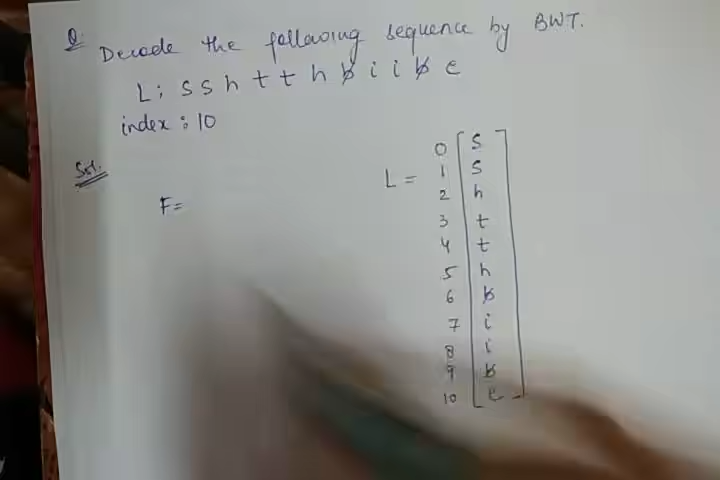 Q. Decode the following sequence by BWT.
L: s s h t t h b̸ i i b̸ e
index : 10
Sol.
F=
L =
0 s
1 s
2 h
3 t
4 t
5 h
6 b̸
7 i
8 i
9 b̸
10 e